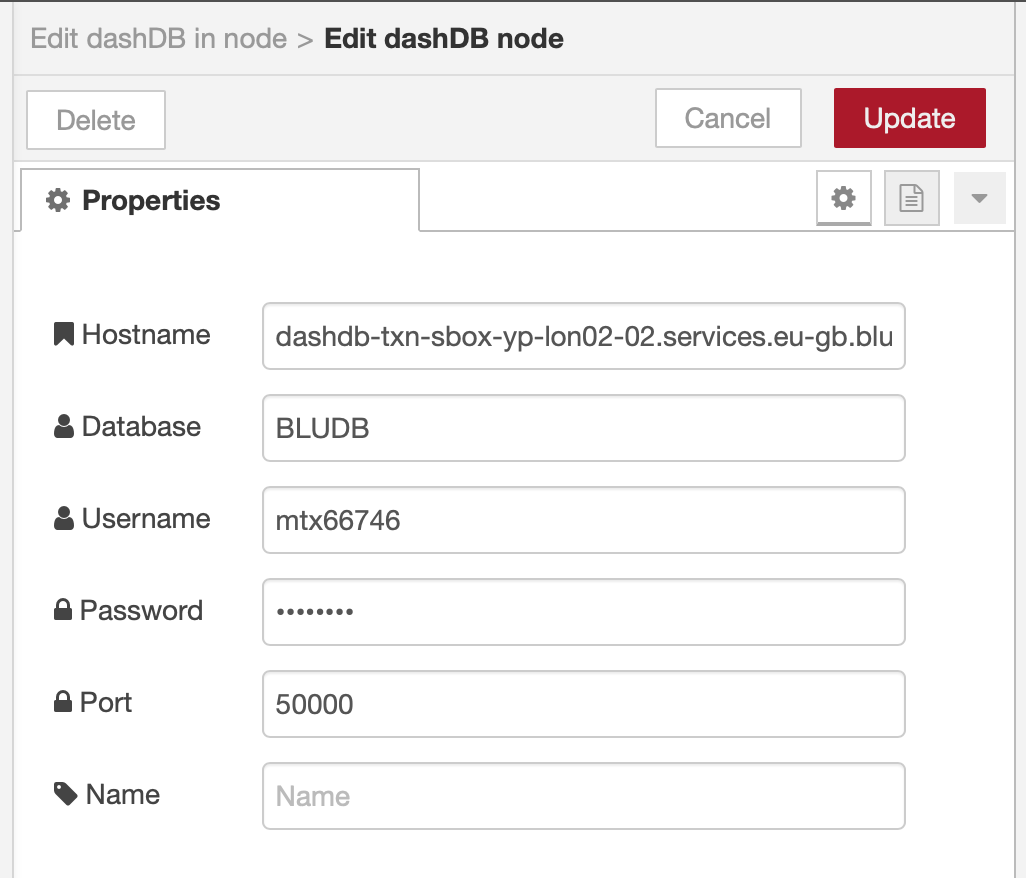 Edit dashDB in node > Edit dashDB node
Delete Cancel Update
Properties
Hostname dashdb-txn-sbox-yp-lon02-02.services.eu-gb.blu
Database BLUDB
Username mtx66746
Password ••••••••
Port 50000
Name Name